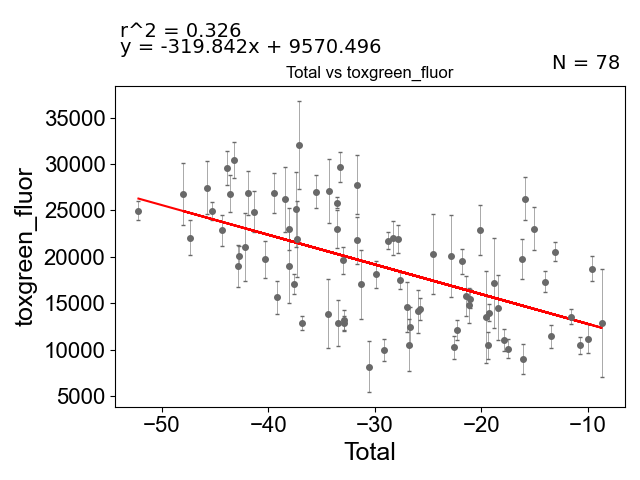 r^2 = 0.326
y = -319.842x + 9570.496
N = 78
Total vs toxgreen_fluor
35000
30000
25000
20000
15000
10000
5000
toxgreen_fluor
−50
−40
−30
−20
−10
Total